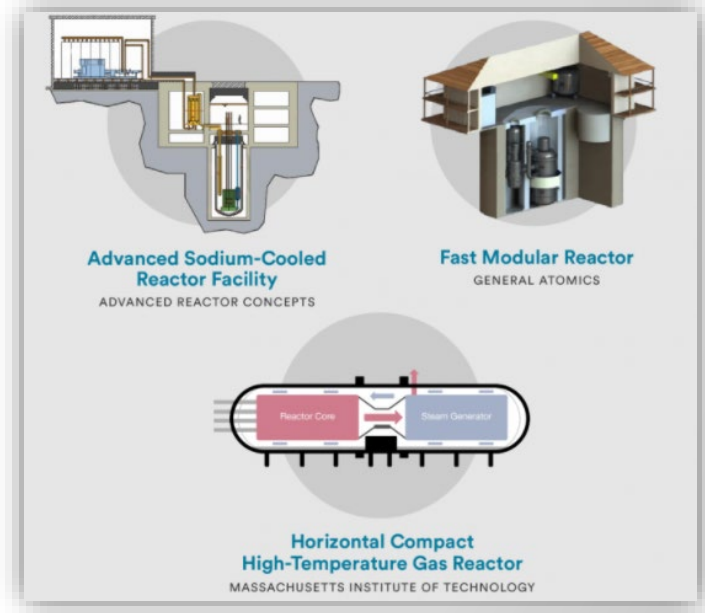 Advanced Sodium-Cooled
Reactor Facility
ADVANCED REACTOR CONCEPTS
Fast Modular Reactor
GENERAL ATOMICS
Reactor Core
Steam Generator
Horizontal Compact
High-Temperature Gas Reactor
MASSACHUSETTS INSTITUTE OF TECHNOLOGY